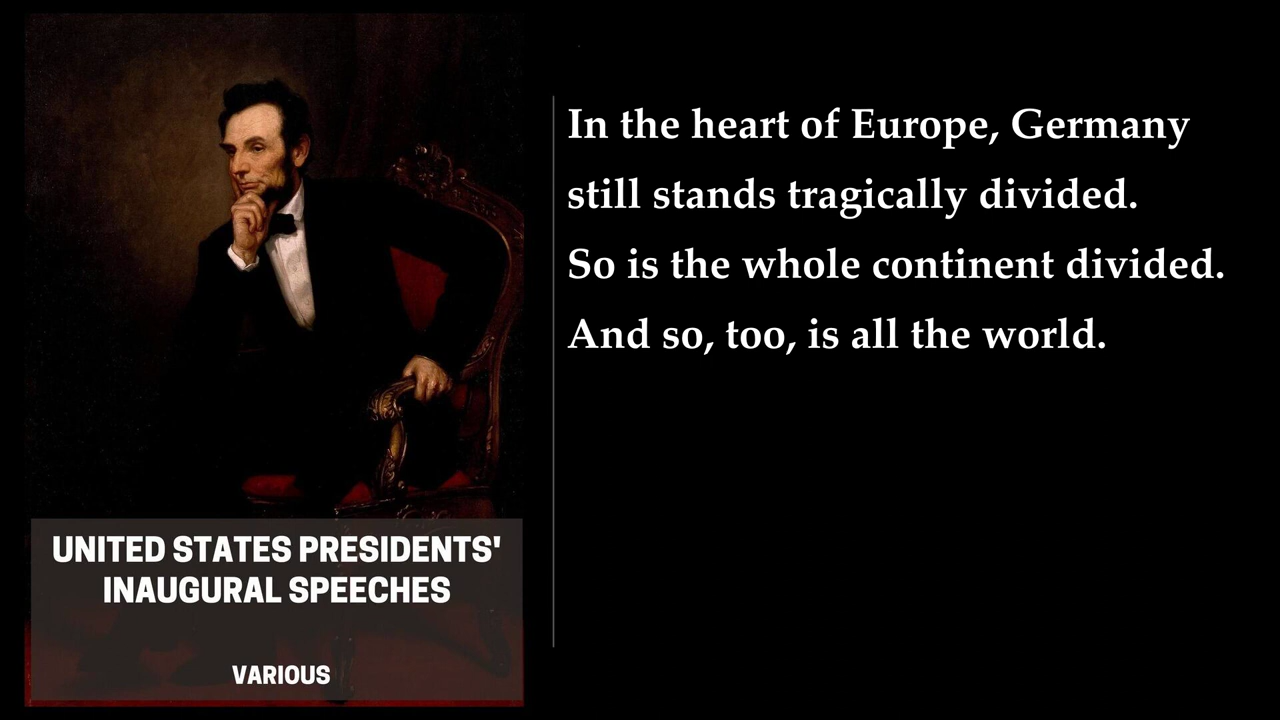 In the heart of Europe, Germany
still stands tragically divided.
So is the whole continent divided.
And so, too, is all the world.
UNITED STATES PRESIDENTS'
INAUGURAL SPEECHES
VARIOUS